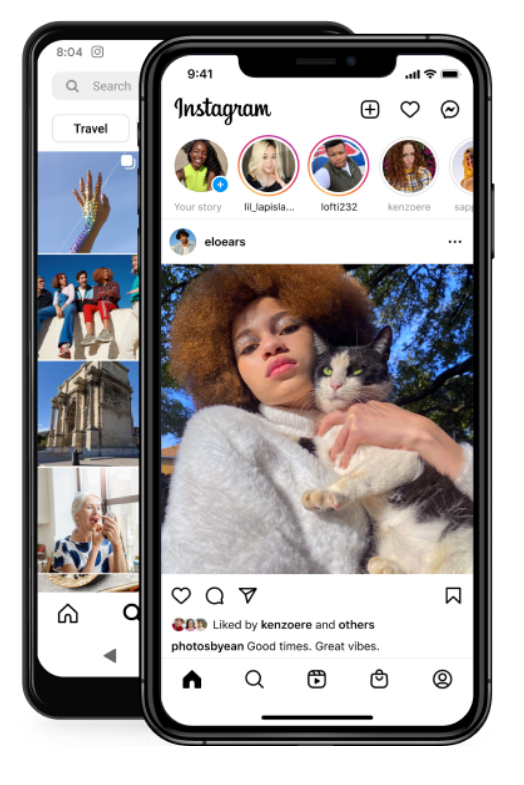 8:04
Search
Travel
9:41
Instagram
Your story
lil_lapisla...
lofti232
kenzoere
sapp
eloears
Liked by kenzoere and others
photosbyean Good times. Great vibes.